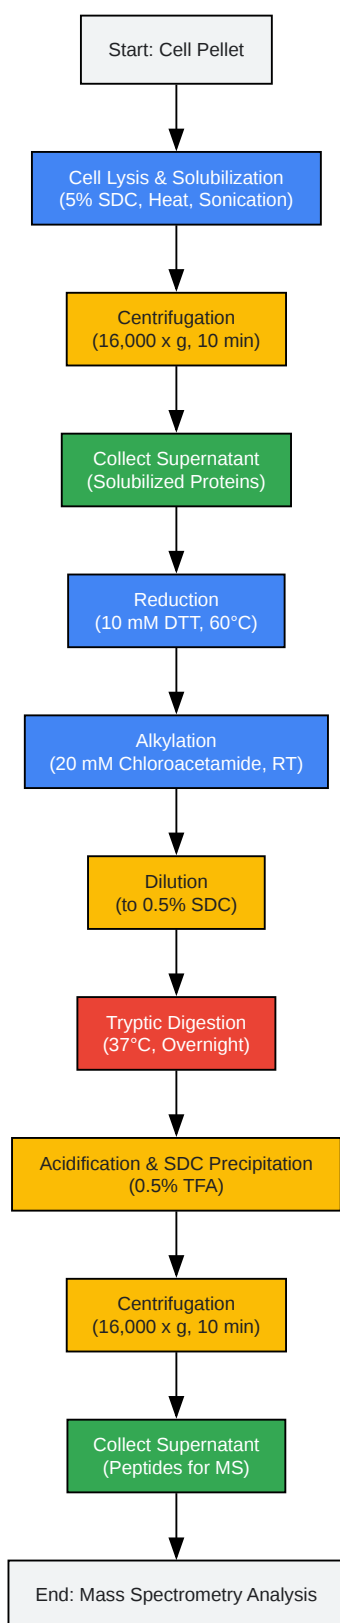 Start: Cell Pellet
Cell Lysis & Solubilization
(5% SDC, Heat, Sonication)
Centrifugation
(16,000 x g, 10 min)
Collect Supernatant
(Solubilized Proteins)
Reduction
(10 mM DTT, 60°C)
Alkylation
(20 mM Chloroacetamide, RT)
Dilution
(to 0.5% SDC)
Tryptic Digestion
(37°C, Overnight)
Acidification & SDC Precipitation
(0.5% TFA)
Centrifugation
(16,000 x g, 10 min)
Collect Supernatant
(Peptides for MS)
End: Mass Spectrometry Analysis